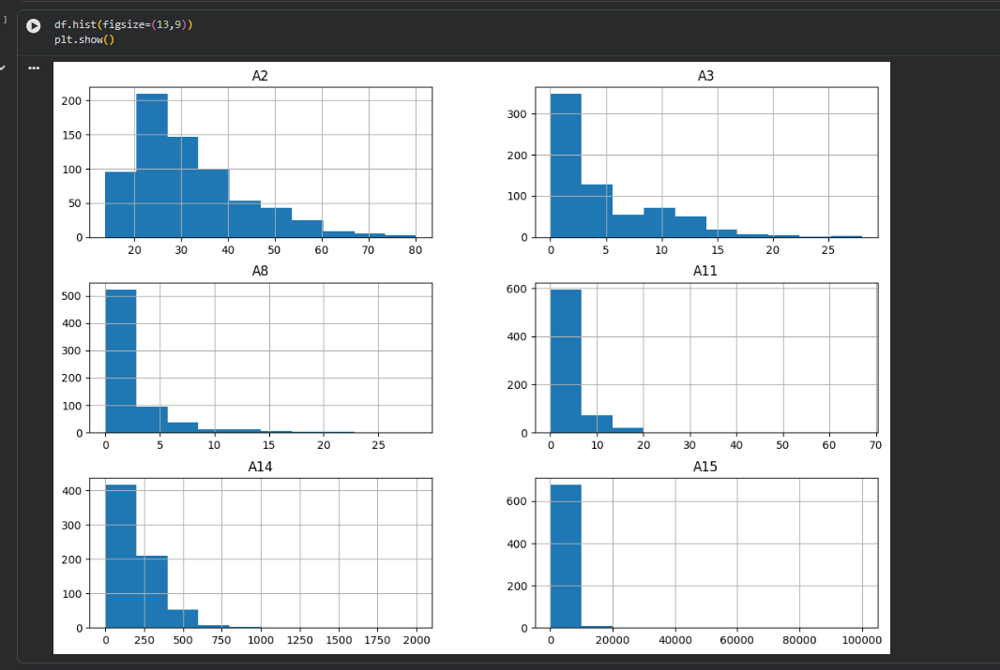 ]
df.hist(figsize=(13,9))
plt.show()
A2
200
150
100
50
0
20 30 40 50 60 70 80
A3
300
200
100
0
0 5 10 15 20 25
A8
500
400
300
200
100
0
0 5 10 15 20 25
A11
600
400
200
0
0 10 20 30 40 50 60 70
A14
400
300
200
100
0
0 250 500 750 1000 1250 1500 1750 2000
A15
600
400
200
0
0 20000 40000 60000 80000 100000